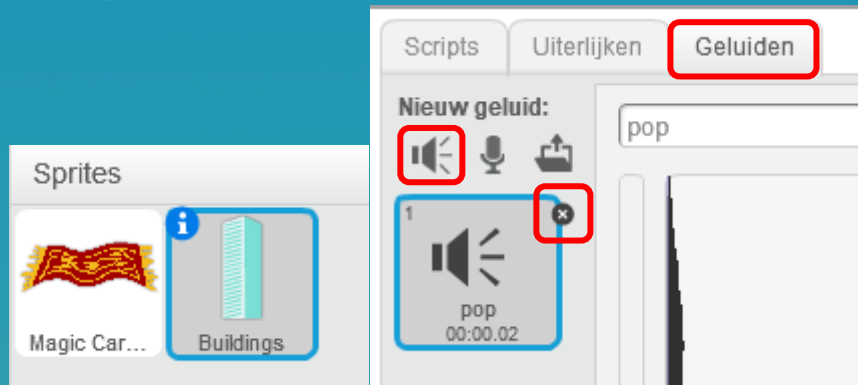 Sprites
Magic Car...
Buildings
Scripts
Uiterlijken
Geluiden
Nieuw geluid:
pop
1
pop
00:00.02